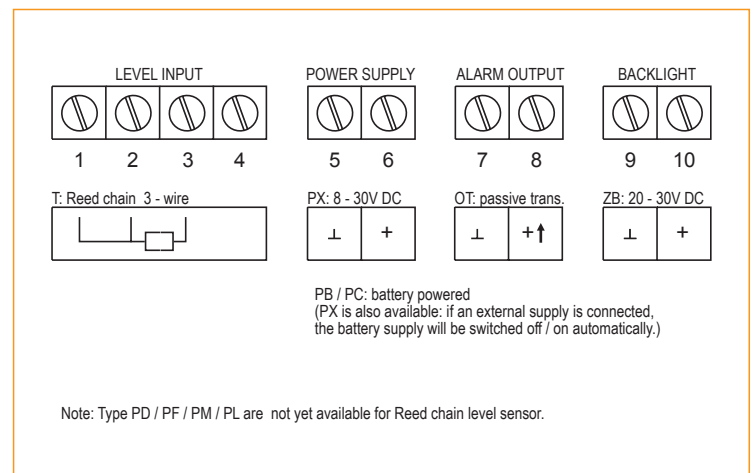 LEVEL INPUT POWER SUPPLY ALARM OUTPUT BACKLIGHT
1 2 3 4 5 6 7 8 9 10
T: Reed chain 3 - wire PX: 8 - 30V DC OT: passive trans. ZB: 20 - 30V DC
⊥ + ⊥ +↑ ⊥ +
PB / PC: battery powered
(PX is also available: if an external supply is connected,
the battery supply will be switched off / on automatically.)
Note: Type PD / PF / PM / PL are not yet available for Reed chain level sensor.